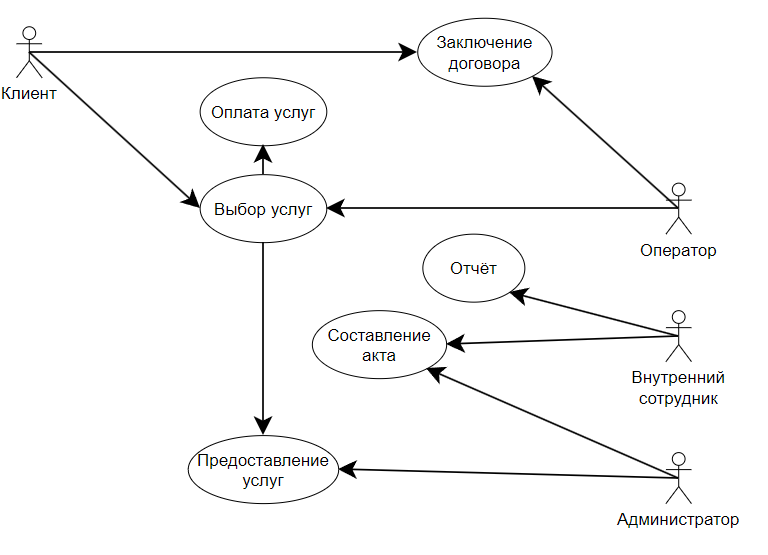 Заключение
договора
Клиент
Оплата услуг
Выбор услуг
Оператор
Отчёт
Составление
акта
Внутренний
сотрудник
Предоставление
услуг
Администратор